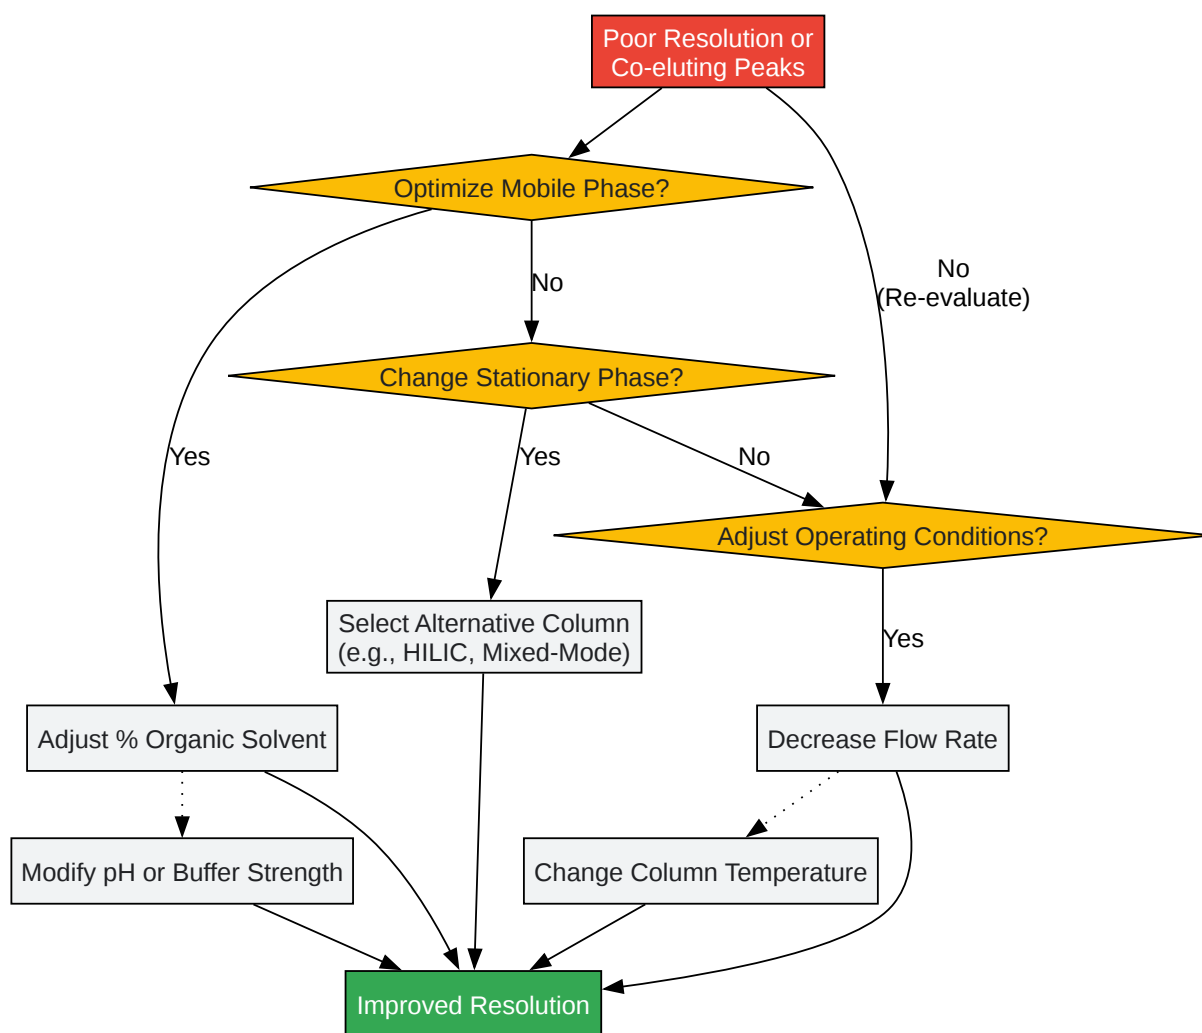 Poor Resolution or
Co-eluting Peaks
Optimize Mobile Phase?
No
(Re-evaluate)
No
Change Stationary Phase?
Yes
Yes
No
Adjust Operating Conditions?
Select Alternative Column
(e.g., HILIC, Mixed-Mode)
Yes
Adjust % Organic Solvent
Decrease Flow Rate
Modify pH or Buffer Strength
Change Column Temperature
Improved Resolution